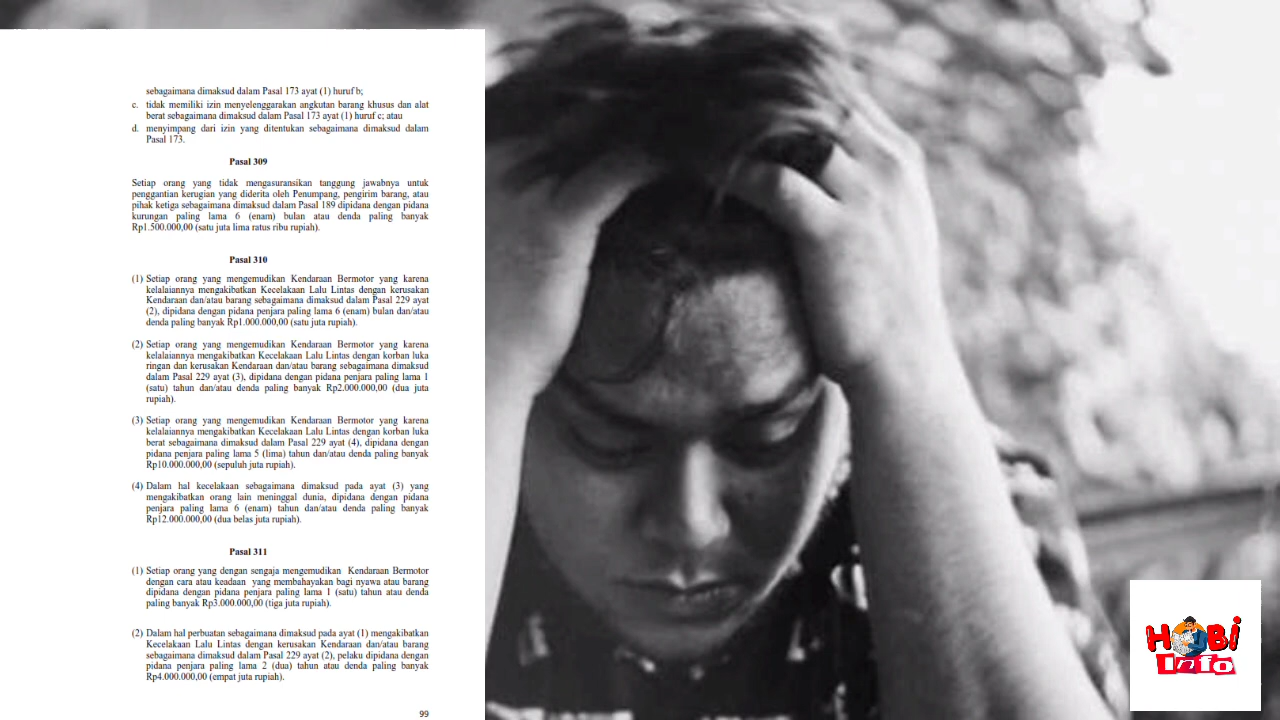 sebagaimana dimaksud dalam Pasal 173 ayat (1) huruf b;
c. tidak memiliki izin menyelenggarakan angkutan barang khusus dan alat
berat sebagaimana dimaksud dalam Pasal 173 ayat (1) huruf c; atau
d. menyimpang dari izin yang ditentukan sebagaimana dimaksud dalam
Pasal 173.
Pasal 309
Setiap orang yang tidak mengasuransikan tanggung jawabnya untuk
penggantian kerugian yang diderita oleh Penumpang, pengirim barang, atau
pihak ketiga sebagaimana dimaksud dalam Pasal 189 dipidana dengan pidana
kurungan paling lama 6 (enam) bulan atau denda paling banyak
Rp1.500.000,00 (satu juta lima ratus ribu rupiah).
Pasal 310
(1) Setiap orang yang mengemudikan Kendaraan Bermotor yang karena
kelalaiannya mengakibatkan Kecelakaan Lalu Lintas dengan kerusakan
Kendaraan dan/atau barang sebagaimana dimaksud dalam Pasal 229 ayat
(2), dipidana dengan pidana penjara paling lama 6 (enam) bulan dan/atau
denda paling banyak Rp1.000.000,00 (satu juta rupiah).
(2) Setiap orang yang mengemudikan Kendaraan Bermotor yang karena
kelalaiannya mengakibatkan Kecelakaan Lalu Lintas dengan korban luka
ringan dan kerusakan Kendaraan dan/atau barang sebagaimana dimaksud
dalam Pasal 229 ayat (3), dipidana dengan pidana penjara paling lama 1
(satu) tahun dan/atau denda paling banyak Rp2.000.000,00 (dua juta
rupiah).
(3) Setiap orang yang mengemudikan Kendaraan Bermotor yang karena
kelalaiannya mengakibatkan Kecelakaan Lalu Lintas dengan korban luka
berat sebagaimana dimaksud dalam Pasal 229 ayat (4), dipidana dengan
pidana penjara paling lama 5 (lima) tahun dan/atau denda paling banyak
Rp10.000.000,00 (sepuluh juta rupiah).
(4) Dalam hal kecelakaan sebagaimana dimaksud pada ayat (3) yang
mengakibatkan orang lain meninggal dunia, dipidana dengan pidana
penjara paling lama 6 (enam) tahun dan/atau denda paling banyak
Rp12.000.000,00 (dua belas juta rupiah).
Pasal 311
(1) Setiap orang yang dengan sengaja mengemudikan Kendaraan Bermotor
dengan cara atau keadaan yang membahayakan bagi nyawa atau barang
dipidana dengan pidana penjara paling lama 1 (satu) tahun atau denda
paling banyak Rp3.000.000,00 (tiga juta rupiah).
(2) Dalam hal perbuatan sebagaimana dimaksud pada ayat (1) mengakibatkan
Kecelakaan Lalu Lintas dengan kerusakan Kendaraan dan/atau barang
sebagaimana dimaksud dalam Pasal 229 ayat (2), pelaku dipidana dengan
pidana penjara paling lama 2 (dua) tahun atau denda paling banyak
Rp4.000.000,00 (empat juta rupiah).
99
HOBi
Info